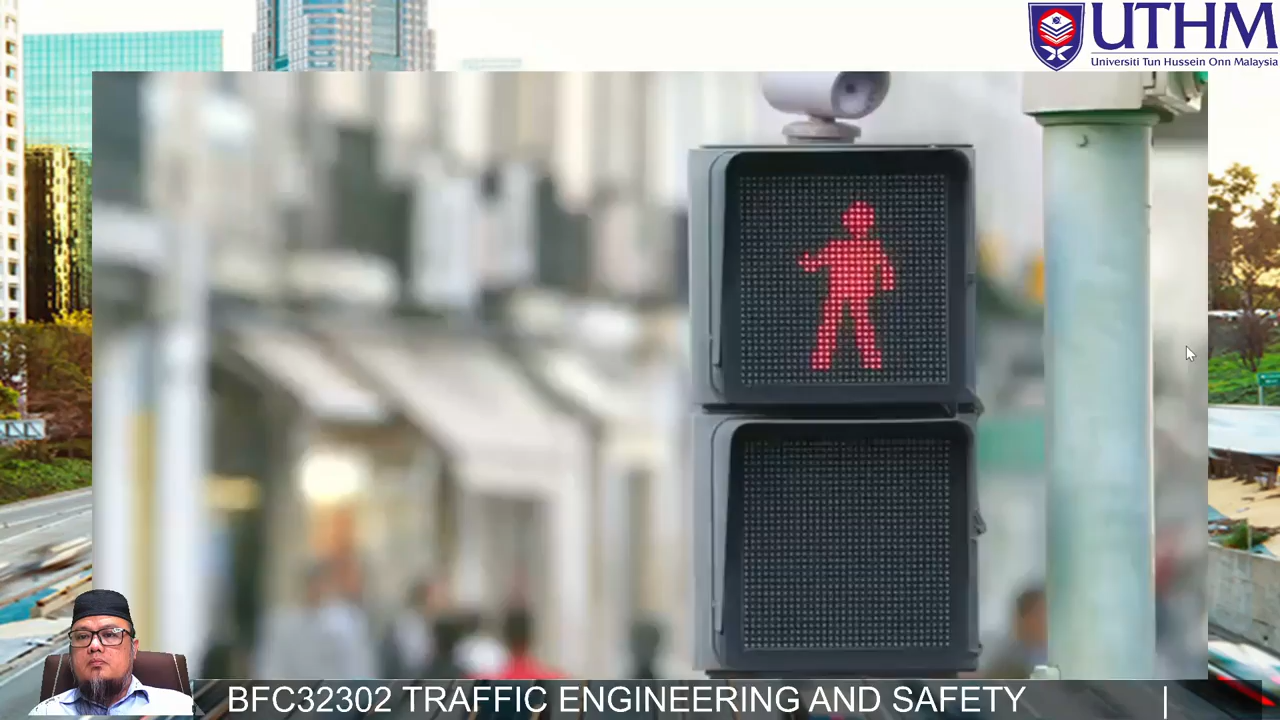 UTHM
Universiti Tun Hussein Onn Malaysia
BFC32302 TRAFFIC ENGINEERING AND SAFETY